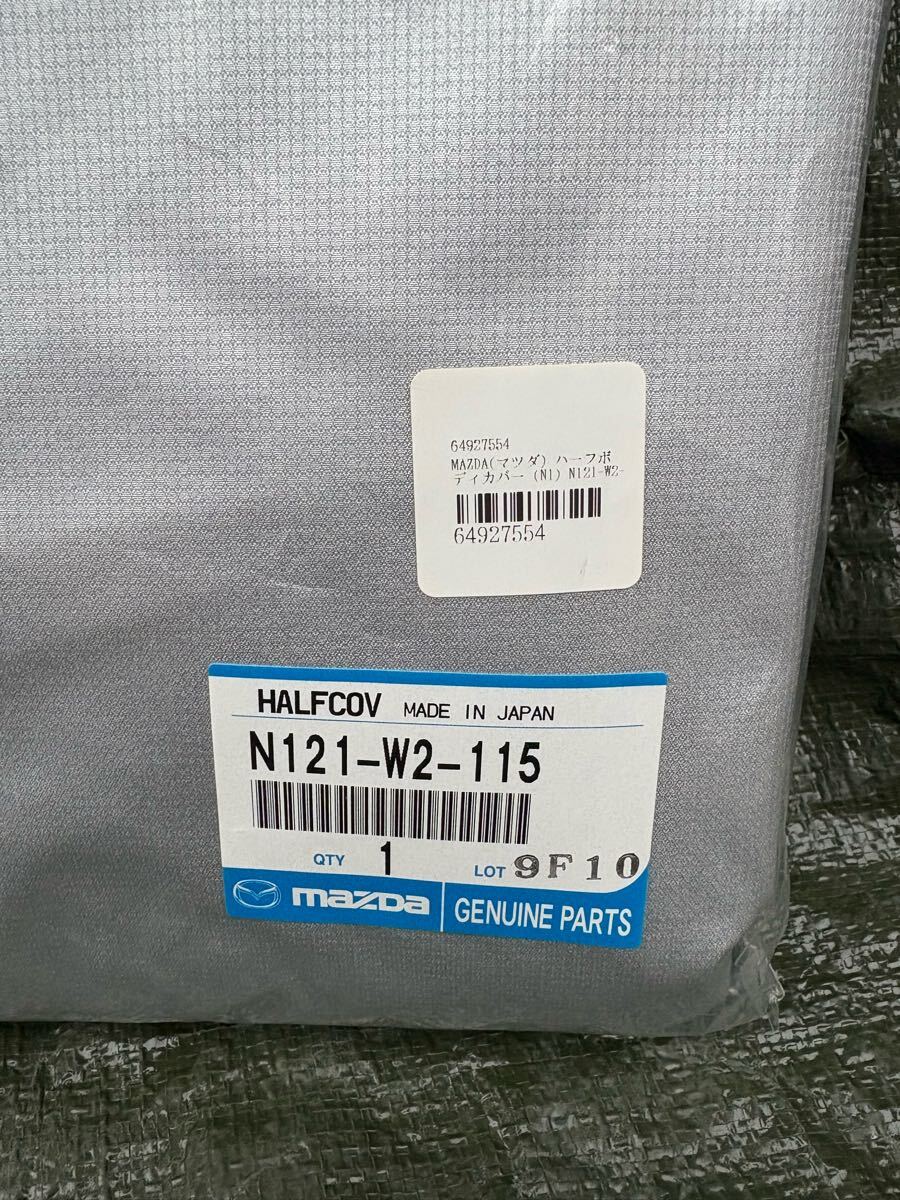 64927554
MAZDA(マツダ) ハーフボ
ディカバー (N1) N121-W2-
64927554
HALFCOV MADE IN JAPAN
N121-W2-115
QTY 1 LOT 9F10
mazda GENUINE PARTS